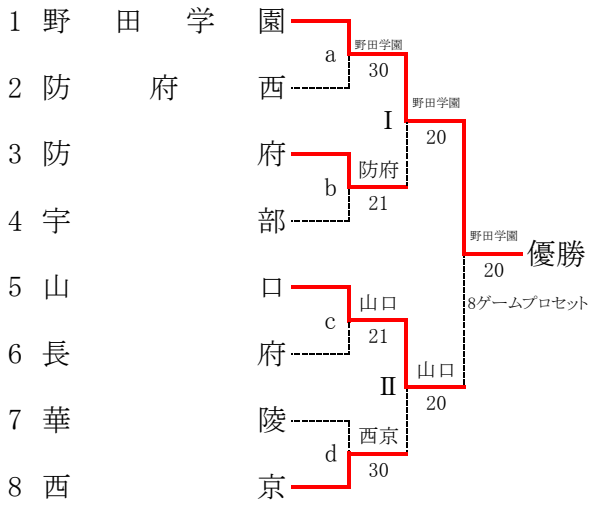 1 野田学園
a
野田学園
30
2 防府西
Ⅰ
野田学園
20
3 防府
b
防府
21
4 宇部
野田学園
20
優勝
8ゲームプロセット
5 山口
c
山口
21
6 長府
Ⅱ
山口
20
7 華陵
d
西京
30
8 西京